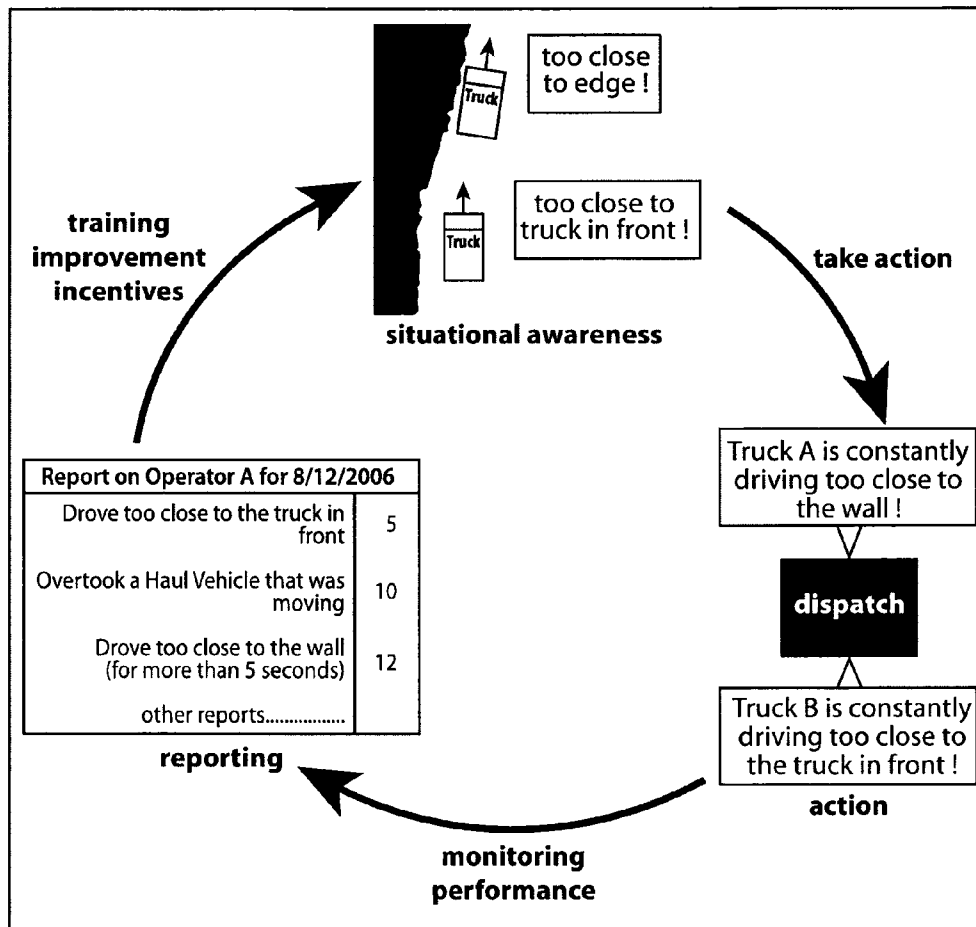 too close
to edge !
Truck
too close to
truck in front !
Truck
situational awareness
take action
Truck A is constantly
driving too close to
the wall !
dispatch
Truck B is constantly
driving too close to
the truck in front !
action
monitoring
performance
Report on Operator A for 8/12/2006
Drove too close to the truck in
front
5
Overtook a Haul Vehicle that was
moving
10
Drove too close to the wall
(for more than 5 seconds)
12
other reports.................
reporting
training
improvement
incentives